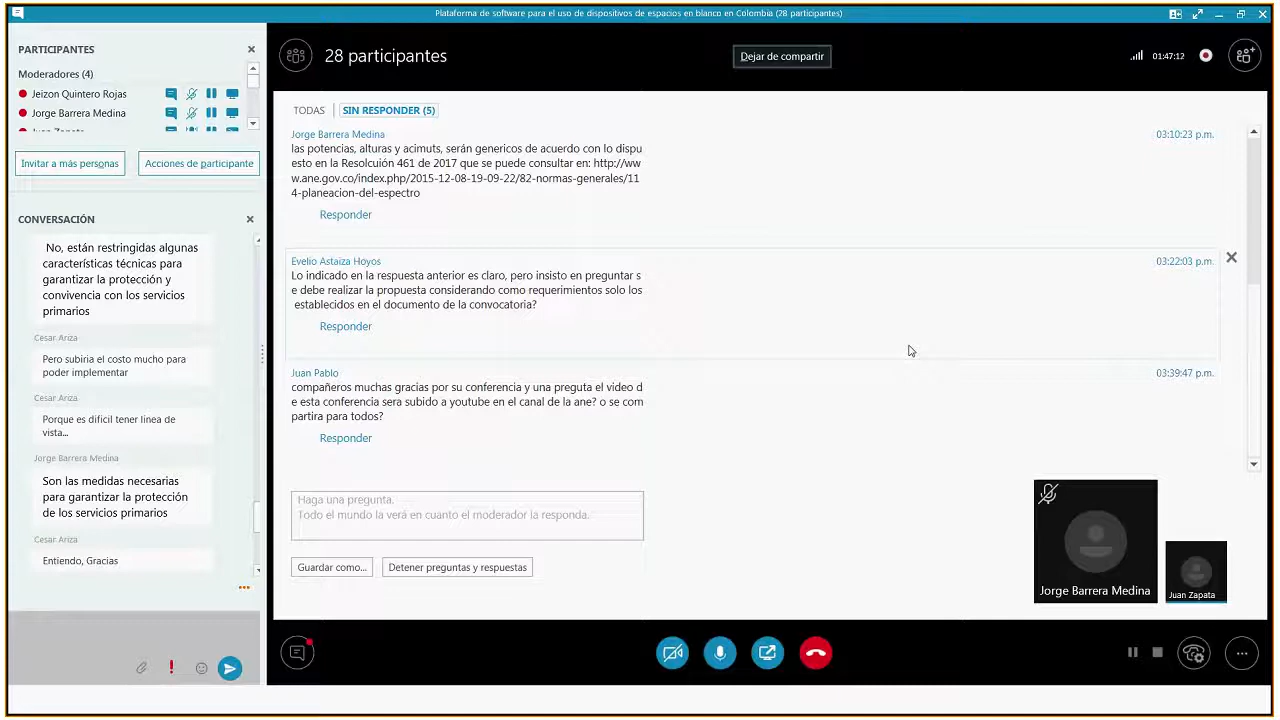 Plataforma de software para el uso de dispositivos de espacios en blanco en Colombia (28 participantes)
PARTICIPANTES
Moderadores (4)
Jeizon Quintero Rojas
Jorge Barrera Medina
Juan Zapata
Invitar a más personas
Acciones de participante
CONVERSACIÓN
No, están restringidas algunas
características técnicas para
garantizar la protección y
convivencia con los servicios
primarios
Cesar Ariza
Pero subiria el costo mucho para
poder implementar
Cesar Ariza
Porque es dificil tener linea de
vista...
Jorge Barrera Medina
Son las medidas necesarias
para garantizar la protección
de los servicios primarios
Cesar Ariza
Entiendo, Gracias
28 participantes
Dejar de compartir
01:47:12
TODAS
SIN RESPONDER (5)
Jorge Barrera Medina
03:10:23 p.m.
las potencias, alturas y acimuts, serán genericos de acuerdo con lo dispu
esto en la Resolcuión 461 de 2017 que se puede consultar en: http://ww
w.ane.gov.co/index.php/2015-12-08-19-09-22/82-normas-generales/11
4-planeacion-del-espectro
Responder
Evelio Astaiza Hoyos
03:22:03 p.m.
Lo indicado en la respuesta anterior es claro, pero insisto en preguntar s
e debe realizar la propuesta considerando como requerimientos solo los
establecidos en el documento de la convocatoria?
Responder
Juan Pablo
03:39:47 p.m.
compañeros muchas gracias por su conferencia y una preguta el video d
e esta conferencia sera subido a youtube en el canal de la ane? o se com
partira para todos?
Responder
Haga una pregunta.
Todo el mundo la verá en cuanto el moderador la responda.
Guardar como...
Detener preguntas y respuestas
Jorge Barrera Medina
Juan Zapata